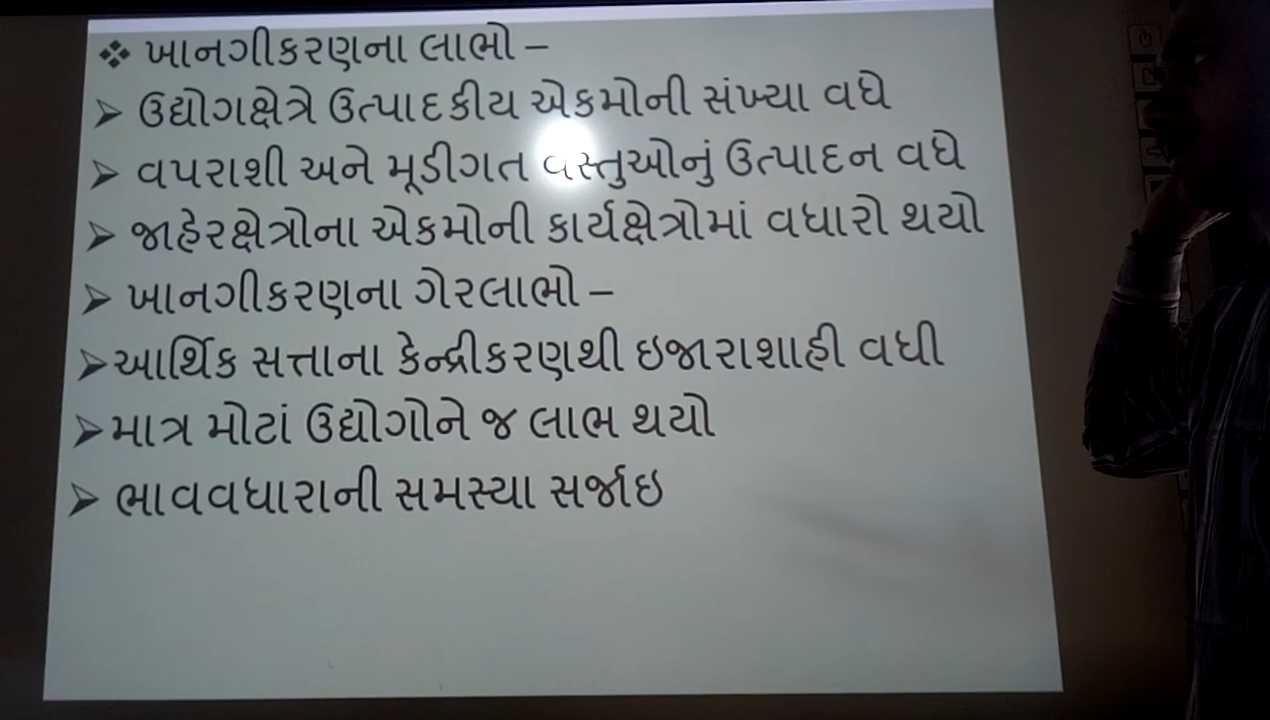 ❖ ખાનગીકરણના લાભો –
➢ ઉદ્યોગક્ષેત્રે ઉત્પાદકીય એકમોની સંખ્યા વધે
➢ વપરાશી અને મૂડીગત વસ્તુઓનું ઉત્પાદન વધે
➢ જાહેરક્ષેત્રોના એકમોની કાર્યક્ષેત્રોમાં વધારો થયો
➢ ખાનગીકરણના ગેરલાભો –
➢આર્થિક સત્તાના કેન્દ્રીકરણથી ઇજારાશાહી વધી
➢માત્ર મોટાં ઉદ્યોગોને જ લાભ થયો
➢ ભાવવધારાની સમસ્યા સર્જાઇ